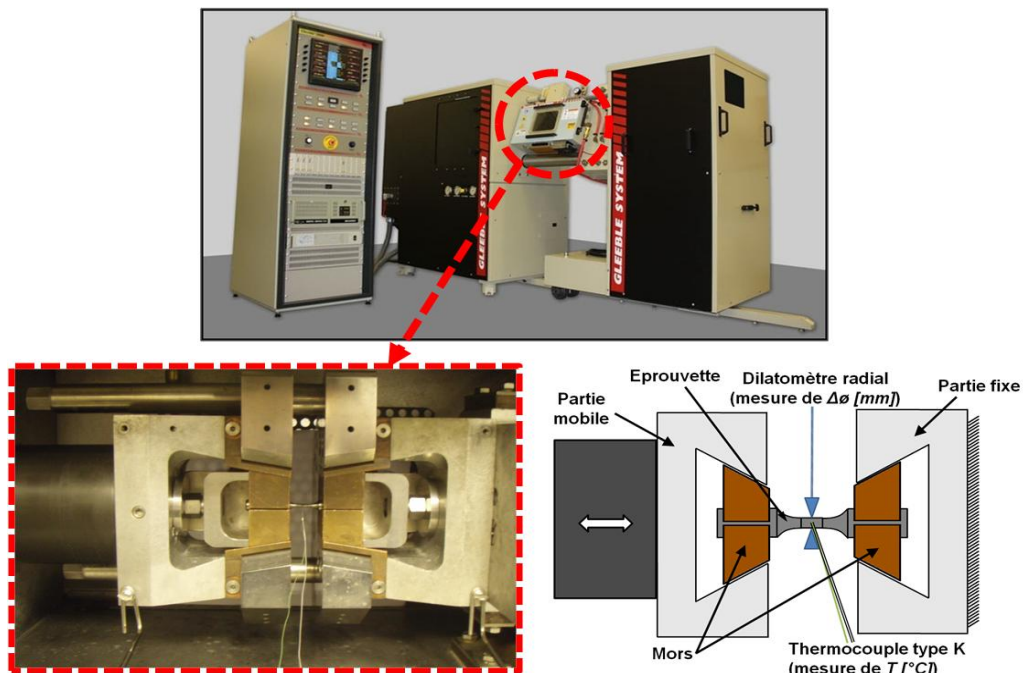 GLEEBLE SYSTEM
GLEEBLE SYSTEM
Eprouvette
Dilatomètre radial
(mesure de Δø [mm])
Partie fixe
Partie
mobile
Mors
Thermocouple type K
(mesure de T [°C])